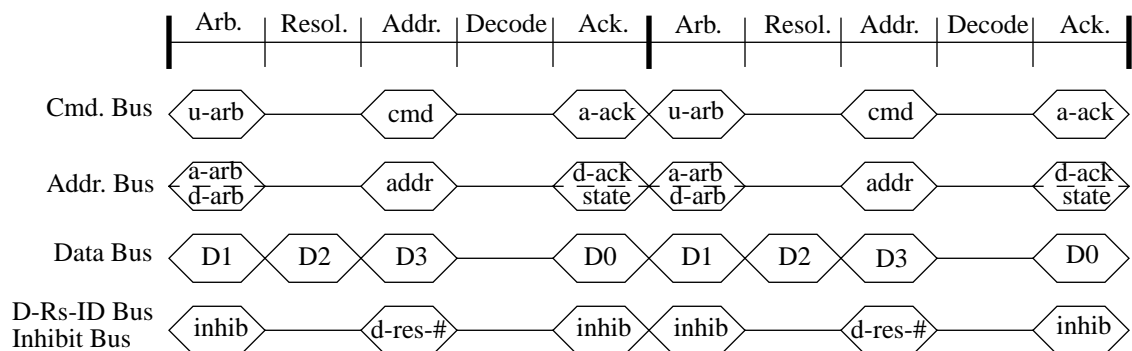 Arb. Resol. Addr. Decode Ack. Arb. Resol. Addr. Decode Ack.
Cmd. Bus u-arb cmd a-ack u-arb cmd a-ack
Addr. Bus a-arb d-arb addr d-ack state a-arb d-arb addr d-ack state
Data Bus D1 D2 D3 D0 D1 D2 D3 D0
D-Rs-ID Bus
Inhibit Bus inhib d-res-# inhib inhib d-res-# inhib